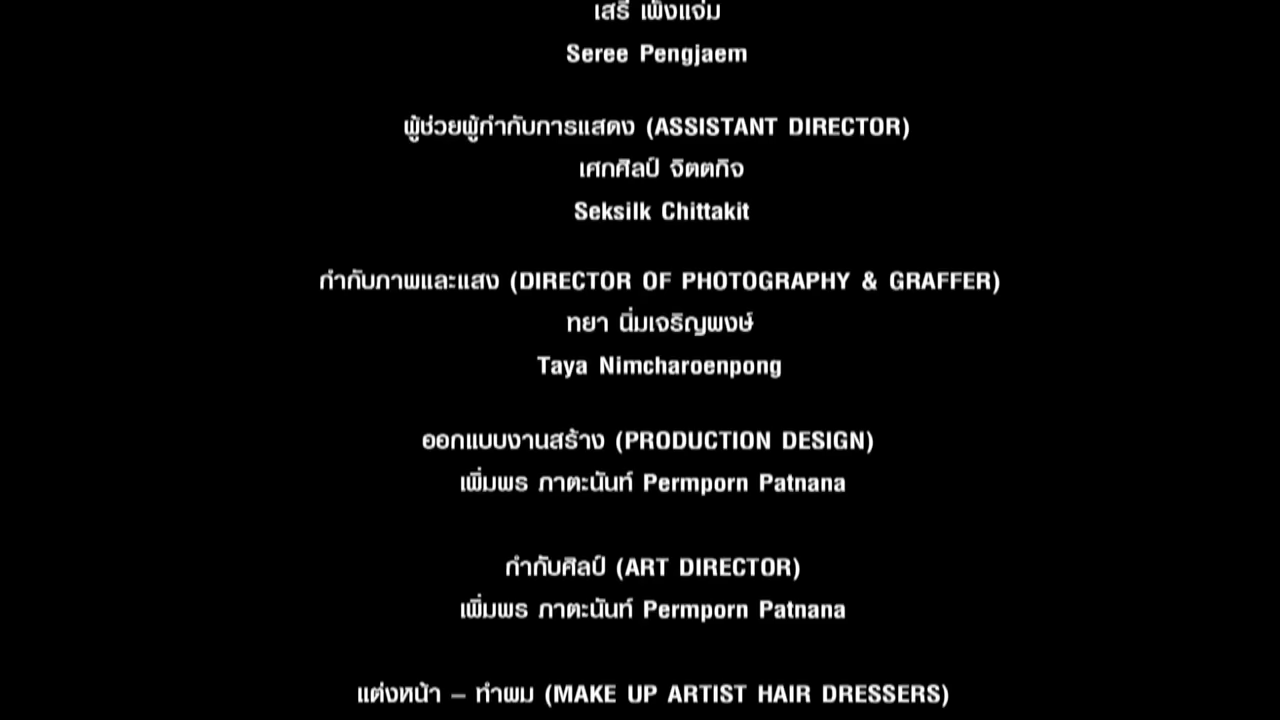 เสรี เพ็งแจ่ม
Seree Pengjaem
ผู้ช่วยผู้กำกับการแสดง (ASSISTANT DIRECTOR)
เศกศิลป์ จิตตกิจ
Seksilk Chittakit
กำกับภาพและแสง (DIRECTOR OF PHOTOGRAPHY & GRAFFER)
ทยา นิ่มเจริญพงษ์
Taya Nimcharoenpong
ออกแบบงานสร้าง (PRODUCTION DESIGN)
เพิ่มพร ภาตะนันท์ Permporn Patnana
กำกับศิลป์ (ART DIRECTOR)
เพิ่มพร ภาตะนันท์ Permporn Patnana
แต่งหน้า – ทำผม (MAKE UP ARTIST HAIR DRESSERS)